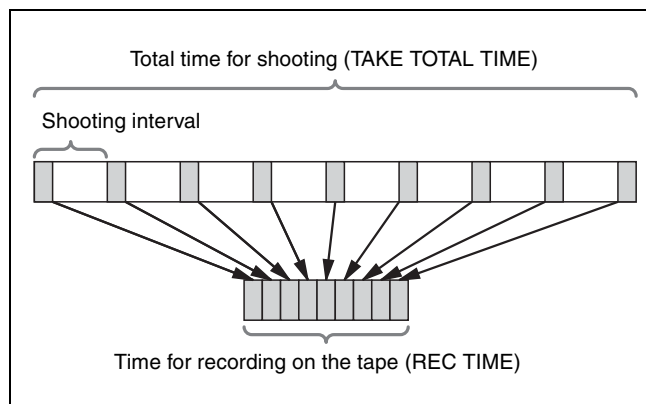 Total time for shooting (TAKE TOTAL TIME)
Shooting interval
Time for recording on the tape (REC TIME)